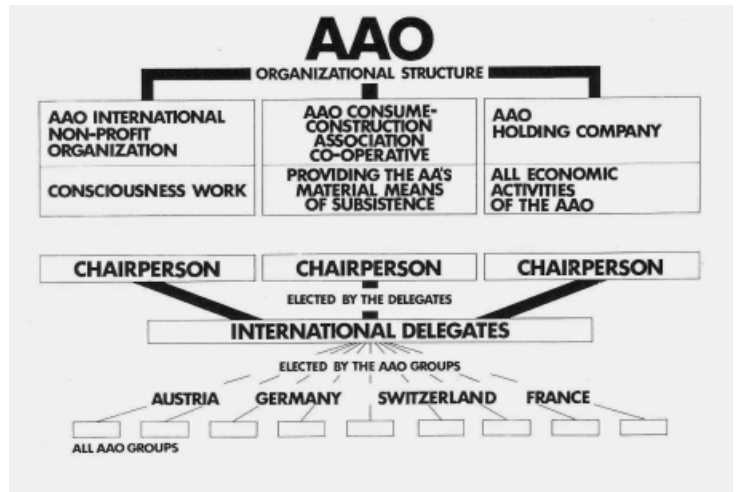 AAO
ORGANIZATIONAL STRUCTURE
AAO INTERNATIONAL
NON-PROFIT
ORGANIZATION
CONSCIOUSNESS WORK
AAO CONSUME-
CONSTRUCTION
ASSOCIATION
CO-OPERATIVE
PROVIDING THE AA'S
MATERIAL MEANS
OF SUBSISTENCE
AAO
HOLDING COMPANY
ALL ECONOMIC
ACTIVITIES
OF THE AAO
CHAIRPERSON CHAIRPERSON CHAIRPERSON
ELECTED BY THE DELEGATES
INTERNATIONAL DELEGATES
ELECTED BY THE AAO GROUPS
AUSTRIA GERMANY SWITZERLAND FRANCE
ALL AAO GROUPS